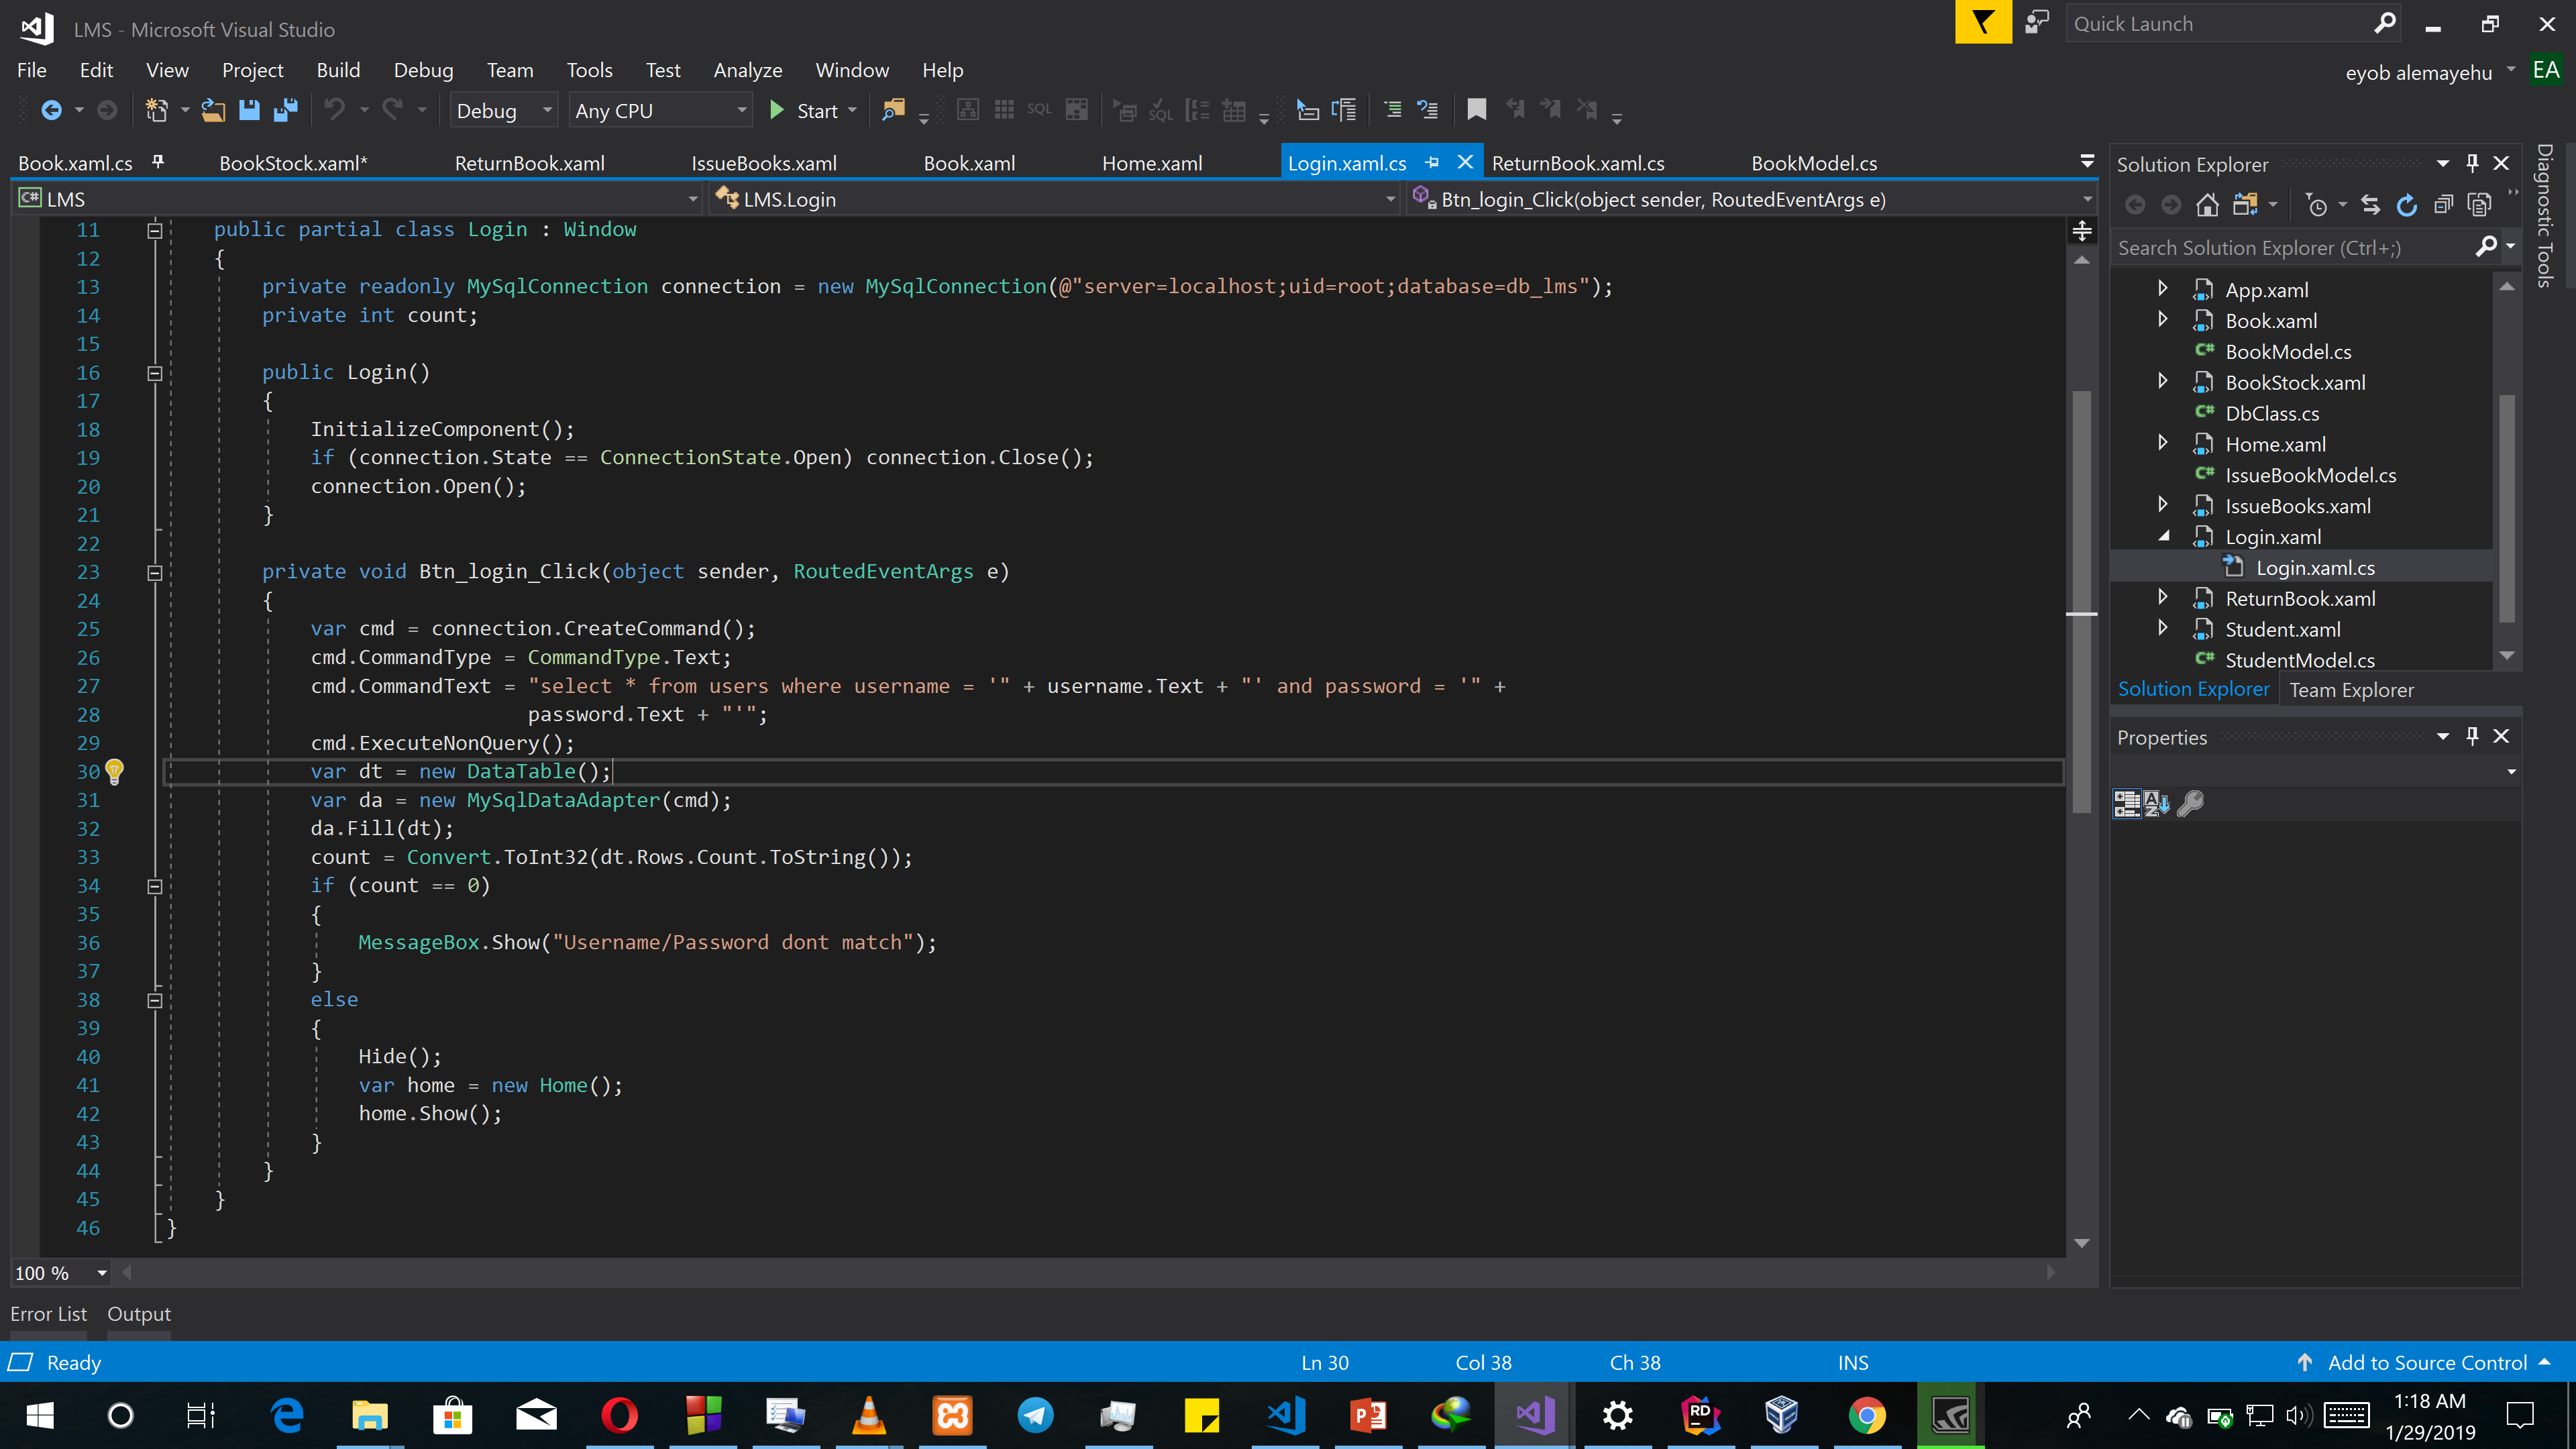 LMS - Microsoft Visual Studio
Quick Launch
File Edit View Project Build Debug Team Tools Test Analyze Window Help
eyob alemayehu EA
Debug Any CPU Start SQL SQL
Book.xaml.cs BookStock.xaml* ReturnBook.xaml IssueBooks.xaml Book.xaml Home.xaml Login.xaml.cs ReturnBook.xaml.cs BookModel.cs
C# LMS LMS.Login Btn_login_Click(object sender, RoutedEventArgs e)
11 public partial class Login : Window
12 {
13 private readonly MySqlConnection connection = new MySqlConnection(@"server=localhost;uid=root;database=db_lms");
14 private int count;
15
16 public Login()
17 {
18 InitializeComponent();
19 if (connection.State == ConnectionState.Open) connection.Close();
20 connection.Open();
21 }
22
23 private void Btn_login_Click(object sender, RoutedEventArgs e)
24 {
25 var cmd = connection.CreateCommand();
26 cmd.CommandType = CommandType.Text;
27 cmd.CommandText = "select * from users where username = '" + username.Text + "' and password = '" +
28 password.Text + "'";
29 cmd.ExecuteNonQuery();
30 var dt = new DataTable();
31 var da = new MySqlDataAdapter(cmd);
32 da.Fill(dt);
33 count = Convert.ToInt32(dt.Rows.Count.ToString());
34 if (count == 0)
35 {
36 MessageBox.Show("Username/Password dont match");
37 }
38 else
39 {
40 Hide();
41 var home = new Home();
42 home.Show();
43 }
44 }
45 }
46 }
100 %
Error List Output
Solution Explorer
Search Solution Explorer (Ctrl+;)
App.xaml
Book.xaml
C# BookModel.cs
BookStock.xaml
C# DbClass.cs
Home.xaml
C# IssueBookModel.cs
IssueBooks.xaml
Login.xaml
Login.xaml.cs
ReturnBook.xaml
Student.xaml
C# StudentModel.cs
Solution Explorer Team Explorer
Properties
Diagnostic Tools
Ready Ln 30 Col 38 Ch 38 INS Add to Source Control
RD
1:18 AM
1/29/2019